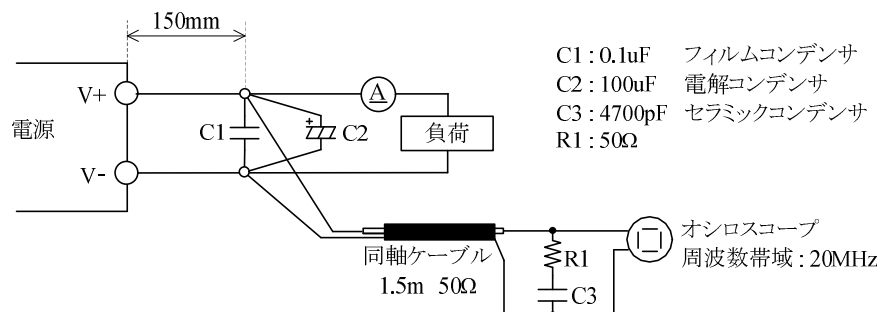 150mm
V+
電源
V-
C1
+
C2
A
負荷
C1 : 0.1uF フィルムコンデンサ
C2 : 100uF 電解コンデンサ
C3 : 4700pF セラミックコンデンサ
R1 : 50Ω
同軸ケーブル
1.5m 50Ω
R1
C3
オシロスコープ
周波数帯域 : 20MHz